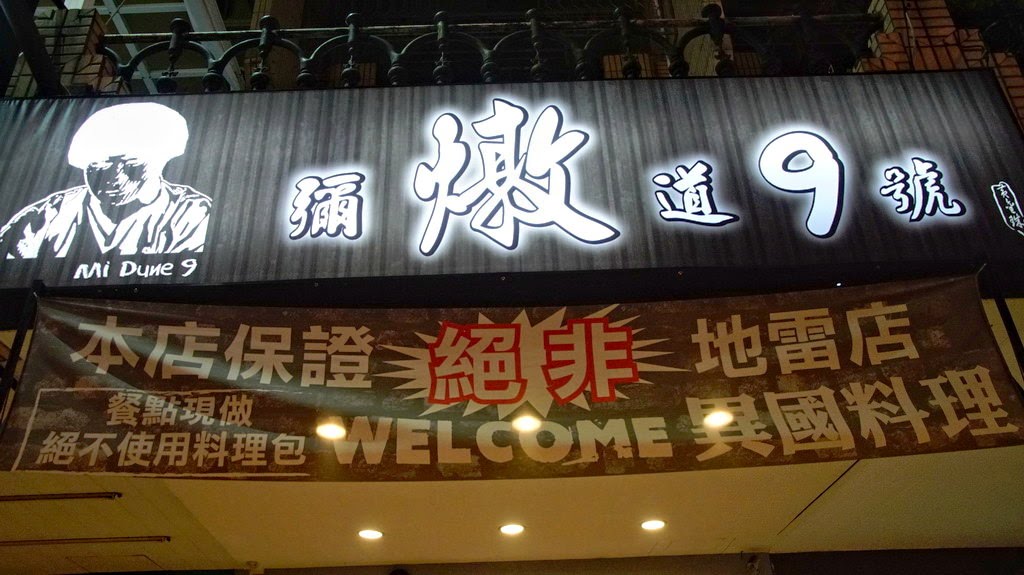 彌燉道9號
Mi Dune 9
本店保證絕非地雷店
餐點現做
絕不使用料理包
WELCOME 異國料理